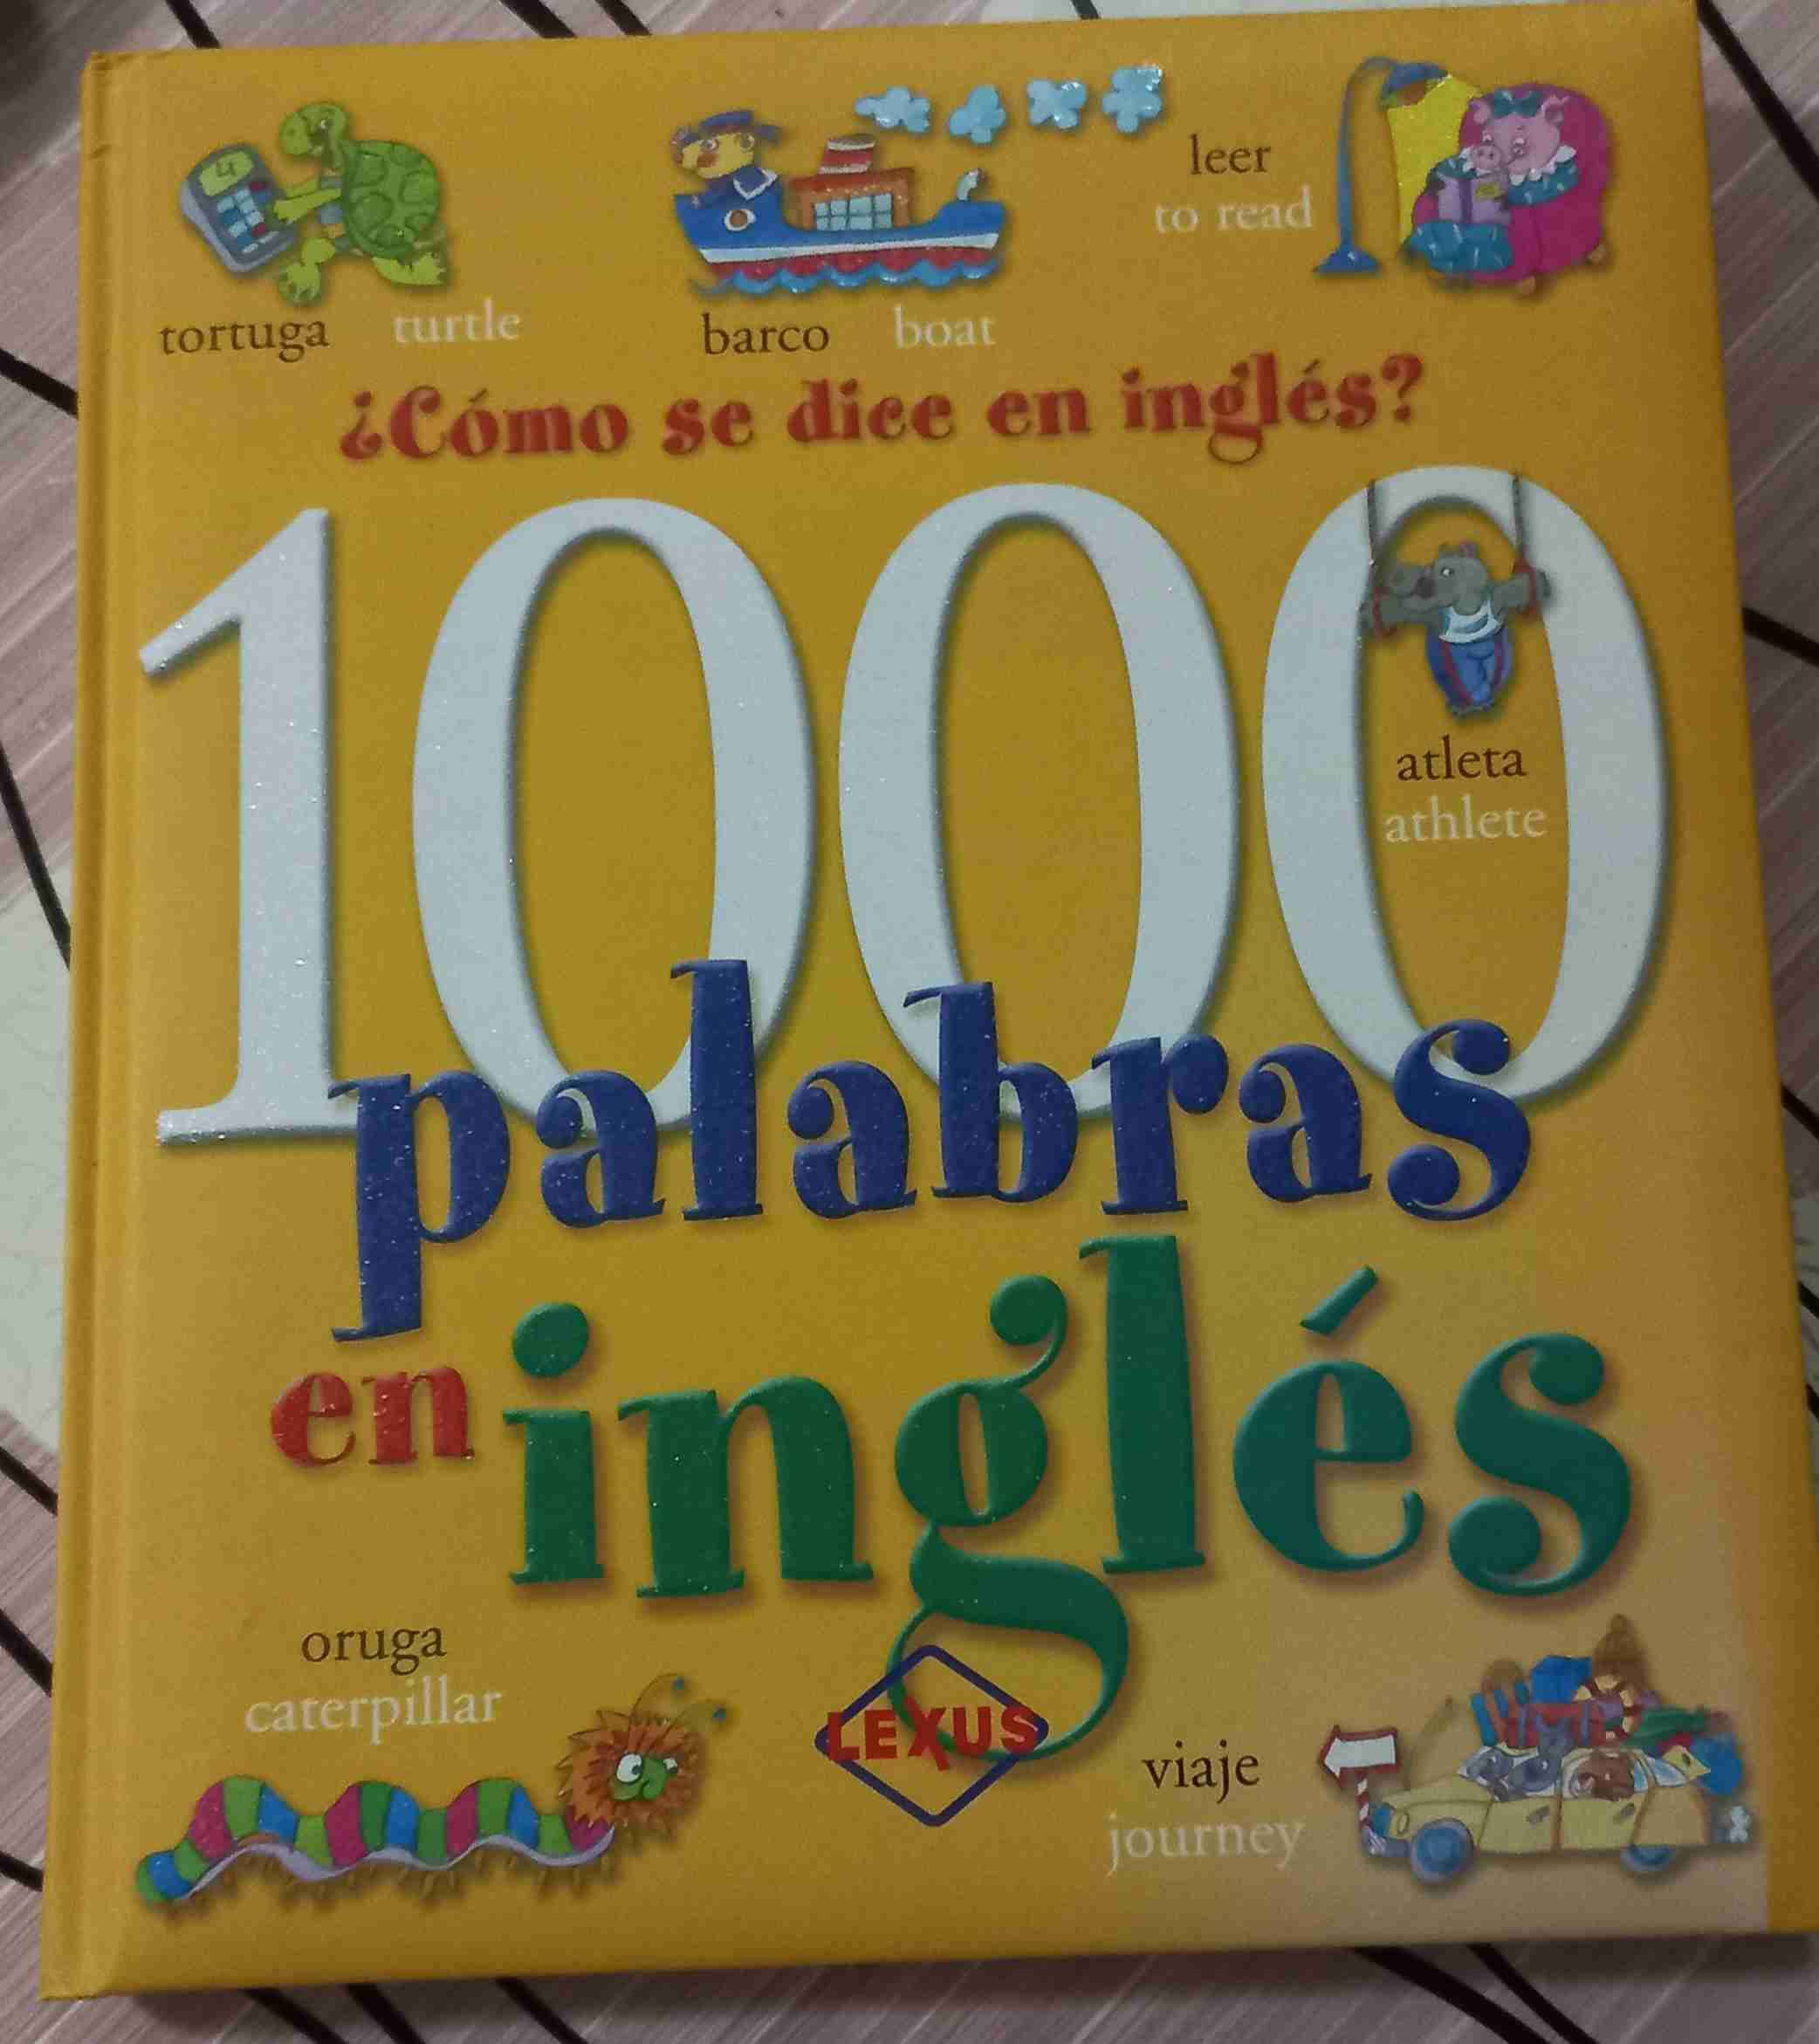 leer
to read
tortuga turtle
barco boat
¿Cómo se dice en inglés?
1000
atleta
athlete
palabras
en inglés
oruga
caterpillar
LEXUS
viaje
journey
4